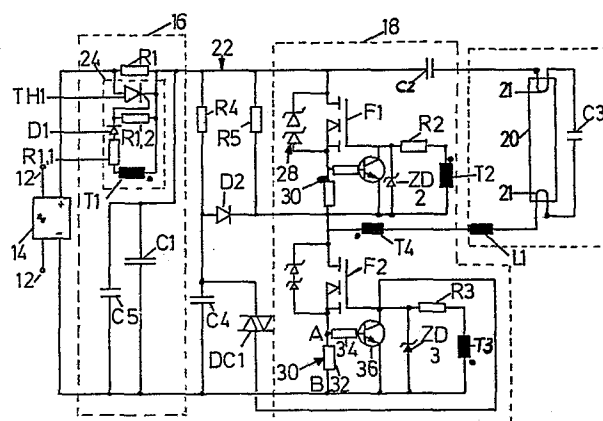 16
18
24
R1
22
C2
TH1
R4
F1
R2
21
C3
D1
R1,2
R5
20
R1,1
28
12
T1
D2
30
ZD
2
T2
21
14
T4
L1
C1
F2
R3
12
C5
C4
A
34
ZD
3
T3
DC1
30
B
32
36